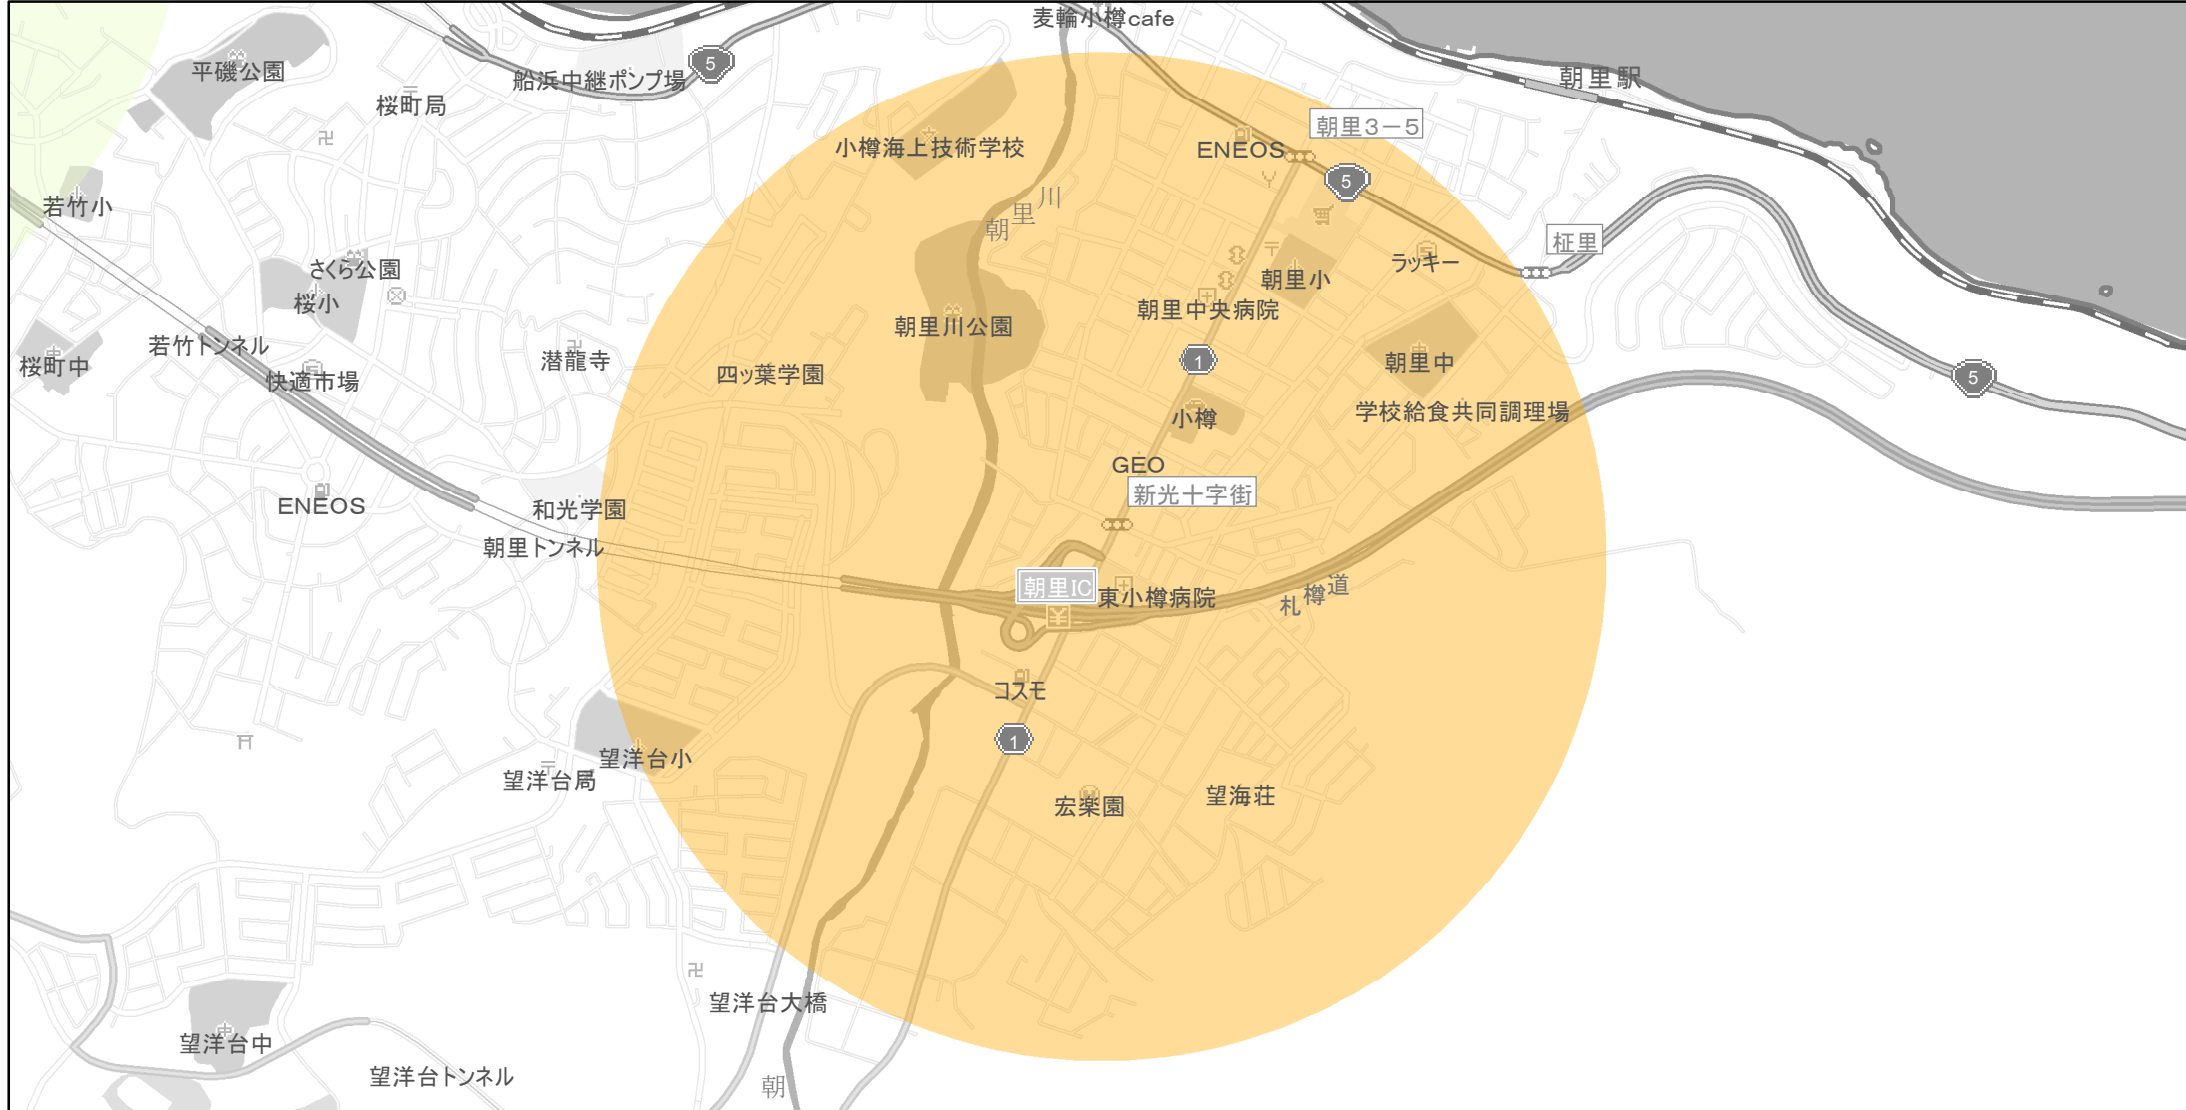 麦輪小樽cafe
平磯公園
船浜中継ポンプ場
5
朝里駅
桜町局
朝里3-5
小樽海上技術学校
ENEOS
5
若竹小
朝里川
柾里
さくら公園
桜小
朝里小
ラッキー
朝里中央病院
朝里川公園
若竹トンネル
桜町中
潜龍寺
1
朝里中
5
快適市場
四ッ葉学園
小樽
学校給食共同調理場
GEO
新光十字街
ENEOS
和光学園
朝里トンネル
朝里IC
東小樽病院
札樽道
コスモ
1
望洋台小
望洋台局
宏楽園
望海荘
望洋台大橋
望洋台中
望洋台トンネル
朝